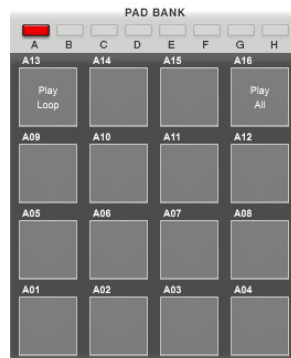 PAD BANK
A B C D E F G H
A13 A14 A15 A16
Play
Loop
Play
All
A09 A10 A11 A12
A05 A06 A07 A08
A01 A02 A03 A04